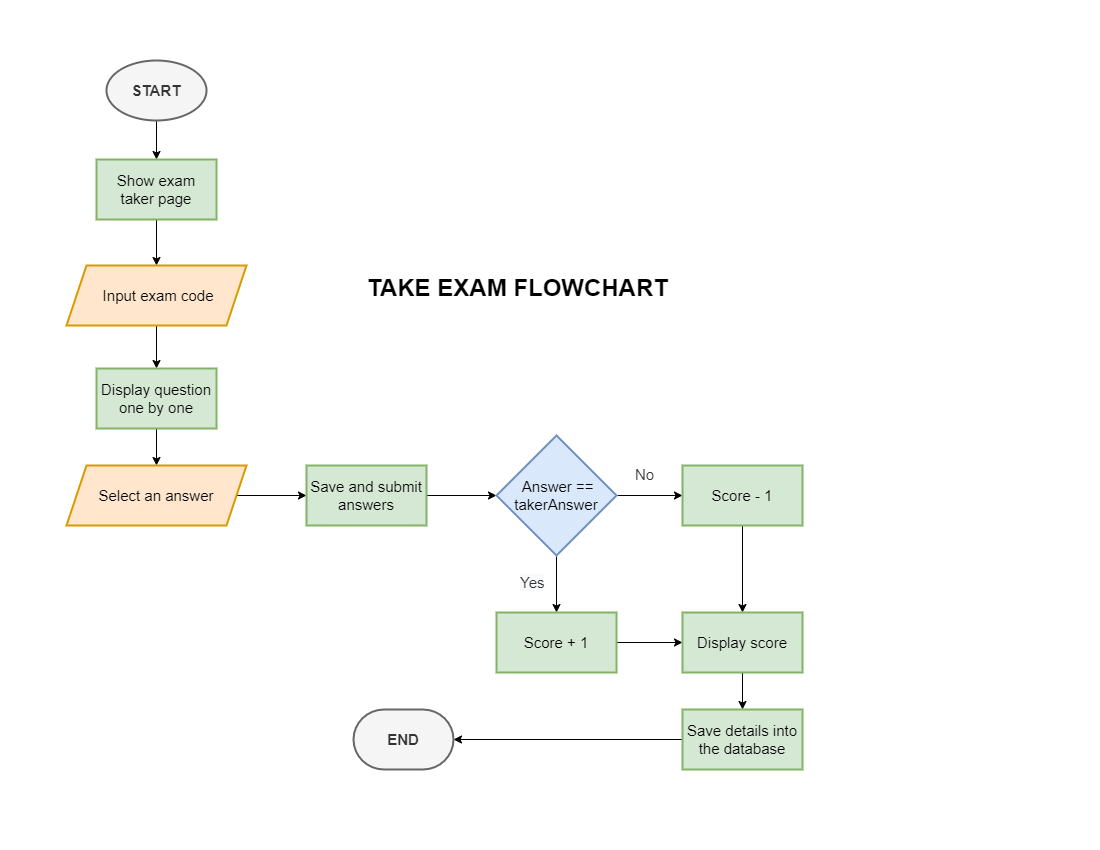 START
Show exam
taker page
Input exam code
TAKE EXAM FLOWCHART
Display question
one by one
Select an answer
Save and submit
answers
Answer ==
takerAnswer
No
Score - 1
Yes
Score + 1
Display score
Save details into
the database
END